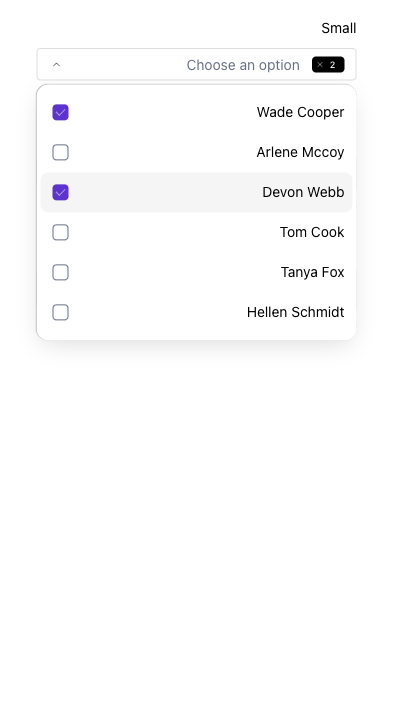 Small
Choose an option 2
Wade Cooper
Arlene Mccoy
Devon Webb
Tom Cook
Tanya Fox
Hellen Schmidt